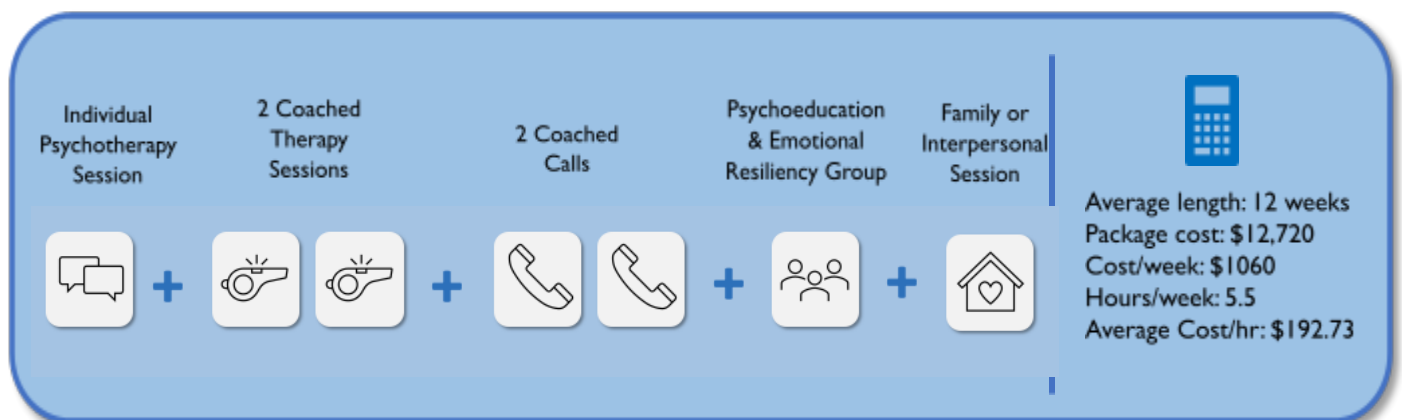 Individual
Psychotherapy
Session
2 Coached
Therapy
Sessions
2 Coached
Calls
Psychoeducation
& Emotional
Resiliency Group
Family or
Interpersonal
Session
Average length: 12 weeks
Package cost: $12,720
Cost/week: $1060
Hours/week: 5.5
Average Cost/hr: $192.73